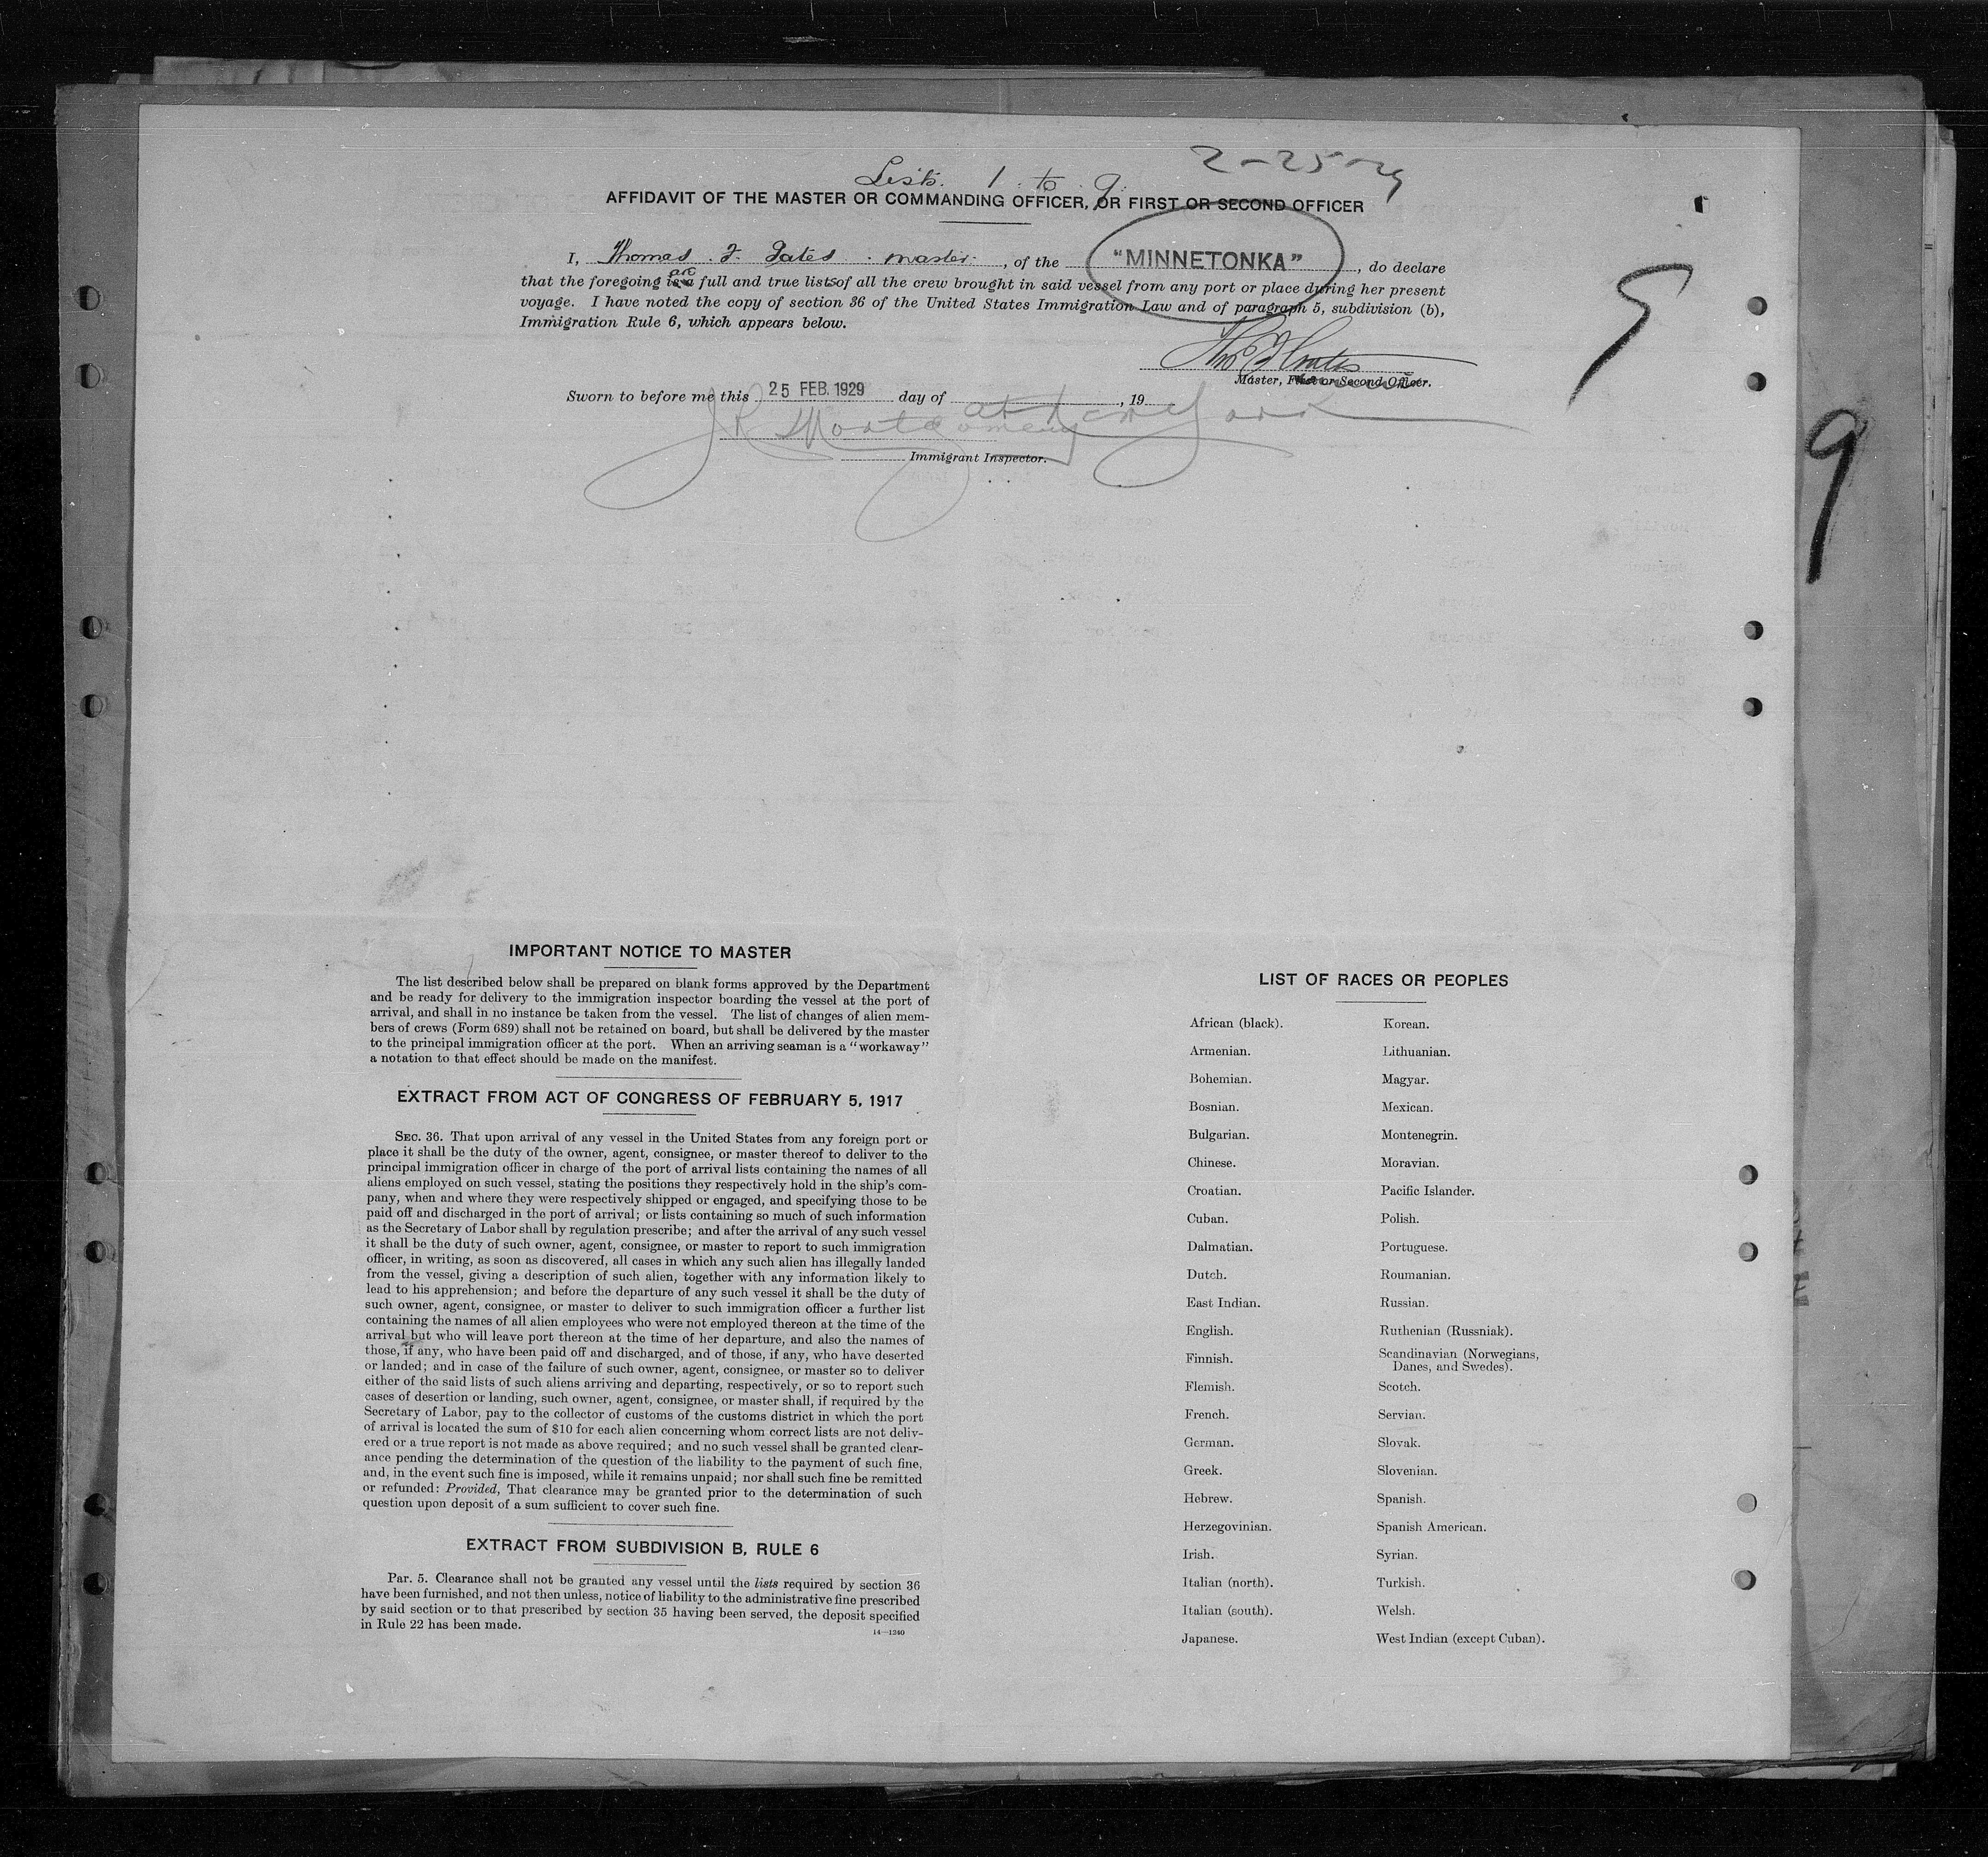 Lists. 1. to. 9.
2-25-29
AFFIDAVIT OF THE MASTER OR COMMANDING OFFICER, OR FIRST OR SECOND OFFICER
I, Thomas. F. Gates. master. , of the "MINNETONKA" , do declare
that the foregoing are full and true lists of all the crew brought in said vessel from any port or place during her present
voyage. I have noted the copy of section 36 of the United States Immigration Law and of paragraph 5, subdivision (b),
Immigration Rule 6, which appears below.
5
Thos F Gates
Master, First or Second Officer.
Sworn to before me this 25 FEB. 1929 day of , 19
at New York
J R Montgomery
Immigrant Inspector.
9
IMPORTANT NOTICE TO MASTER
The list described below shall be prepared on blank forms approved by the Department
and be ready for delivery to the immigration inspector boarding the vessel at the port of
arrival, and shall in no instance be taken from the vessel. The list of changes of alien mem-
bers of crews (Form 689) shall not be retained on board, but shall be delivered by the master
to the principal immigration officer at the port. When an arriving seaman is a "workaway"
a notation to that effect should be made on the manifest.
EXTRACT FROM ACT OF CONGRESS OF FEBRUARY 5, 1917
SEC. 36. That upon arrival of any vessel in the United States from any foreign port or
place it shall be the duty of the owner, agent, consignee, or master thereof to deliver to the
principal immigration officer in charge of the port of arrival lists containing the names of all
aliens employed on such vessel, stating the positions they respectively hold in the ship's com-
pany, when and where they were respectively shipped or engaged, and specifying those to be
paid off and discharged in the port of arrival; or lists containing so much of such information
as the Secretary of Labor shall by regulation prescribe; and after the arrival of any such vessel
it shall be the duty of such owner, agent, consignee, or master to report to such immigration
officer, in writing, as soon as discovered, all cases in which any such alien has illegally landed
from the vessel, giving a description of such alien, together with any information likely to
lead to his apprehension; and before the departure of any such vessel it shall be the duty of
such owner, agent, consignee, or master to deliver to such immigration officer a further list
containing the names of all alien employees who were not employed thereon at the time of the
arrival but who will leave port thereon at the time of her departure, and also the names of
those, if any, who have been paid off and discharged, and of those, if any, who have deserted
or landed; and in case of the failure of such owner, agent, consignee, or master so to deliver
either of the said lists of such aliens arriving and departing, respectively, or so to report such
cases of desertion or landing, such owner, agent, consignee, or master shall, if required by the
Secretary of Labor, pay to the collector of customs of the customs district in which the port
of arrival is located the sum of $10 for each alien concerning whom correct lists are not deliv-
ered or a true report is not made as above required; and no such vessel shall be granted clear-
ance pending the determination of the question of the liability to the payment of such fine,
and, in the event such fine is imposed, while it remains unpaid; nor shall such fine be remitted
or refunded: Provided, That clearance may be granted prior to the determination of such
question upon deposit of a sum sufficient to cover such fine.
EXTRACT FROM SUBDIVISION B, RULE 6
Par. 5. Clearance shall not be granted any vessel until the lists required by section 36
have been furnished, and not then unless, notice of liability to the administrative fine prescribed
by said section or to that prescribed by section 35 having been served, the deposit specified
in Rule 22 has been made.
14—1240
LIST OF RACES OR PEOPLES
African (black).
Armenian.
Bohemian.
Bosnian.
Bulgarian.
Chinese.
Croatian.
Cuban.
Dalmatian.
Dutch.
East Indian.
English.
Finnish.
Flemish.
French.
German.
Greek.
Hebrew.
Herzegovinian.
Irish.
Italian (north).
Italian (south).
Japanese.
Korean.
Lithuanian.
Magyar.
Mexican.
Montenegrin.
Moravian.
Pacific Islander.
Polish.
Portuguese.
Roumanian.
Russian.
Ruthenian (Russniak).
Scandinavian (Norwegians,
Danes, and Swedes).
Scotch.
Servian.
Slovak.
Slovenian.
Spanish.
Spanish American.
Syrian.
Turkish.
Welsh.
West Indian (except Cuban).